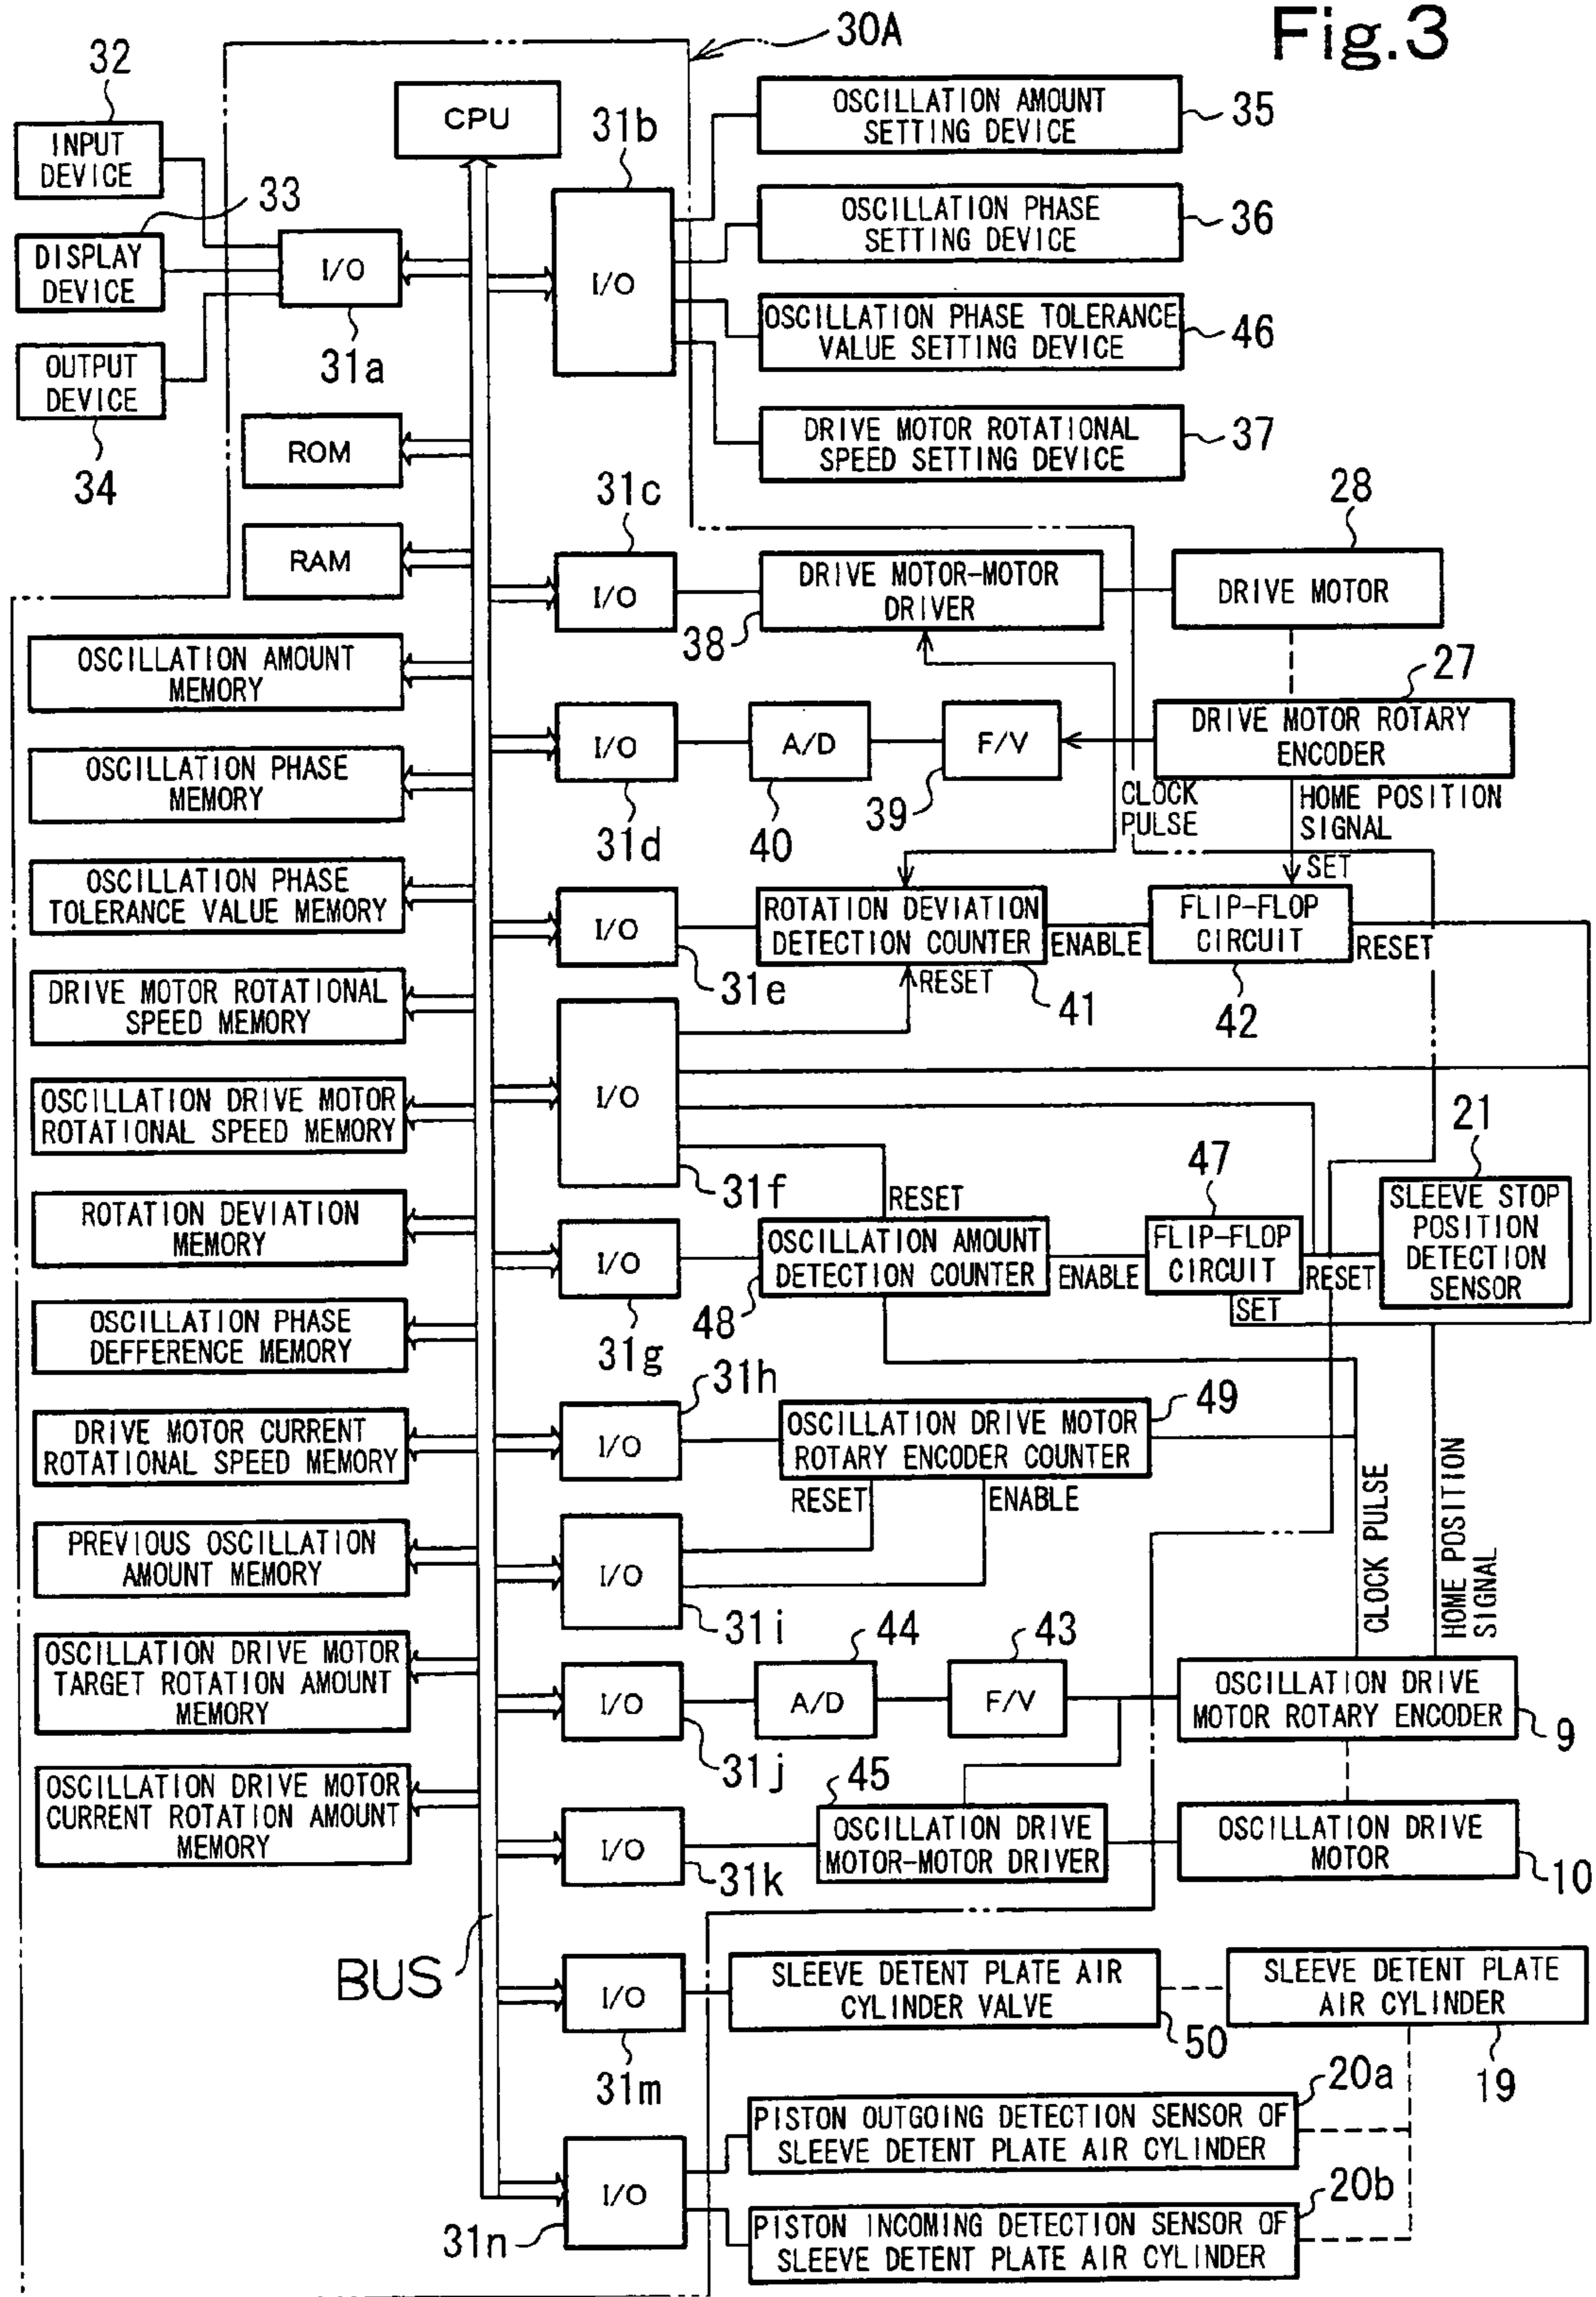 Fig.3
30A
32
INPUT
DEVICE
33
DISPLAY
DEVICE
OUTPUT
DEVICE
34
CPU
I/O
31a
31b
I/O
OSCILLATION AMOUNT
SETTING DEVICE
35
OSCILLATION PHASE
SETTING DEVICE
36
OSCILLATION PHASE TOLERANCE
VALUE SETTING DEVICE
46
DRIVE MOTOR ROTATIONAL
SPEED SETTING DEVICE
37
ROM
RAM
OSCILLATION AMOUNT
MEMORY
OSCILLATION PHASE
MEMORY
OSCILLATION PHASE
TOLERANCE VALUE MEMORY
DRIVE MOTOR ROTATIONAL
SPEED MEMORY
OSCILLATION DRIVE MOTOR
ROTATIONAL SPEED MEMORY
ROTATION DEVIATION
MEMORY
OSCILLATION PHASE
DEFFERENCE MEMORY
DRIVE MOTOR CURRENT
ROTATIONAL SPEED MEMORY
PREVIOUS OSCILLATION
AMOUNT MEMORY
OSCILLATION DRIVE MOTOR
TARGET ROTATION AMOUNT
MEMORY
OSCILLATION DRIVE MOTOR
CURRENT ROTATION AMOUNT
MEMORY
BUS
31c
I/O
DRIVE MOTOR-MOTOR
DRIVER
38
28
DRIVE MOTOR
27
DRIVE MOTOR ROTARY
ENCODER
I/O
31d
A/D
40
F/V
39
CLOCK
PULSE
HOME POSITION
SIGNAL
SET
I/O
31e
ROTATION DEVIATION
DETECTION COUNTER
RESET
41
ENABLE
FLIP-FLOP
CIRCUIT
42
RESET
I/O
31f
RESET
47
21
I/O
31g
OSCILLATION AMOUNT
DETECTION COUNTER
48
ENABLE
FLIP-FLOP
CIRCUIT
RESET
SET
SLEEVE STOP
POSITION
DETECTION
SENSOR
31h
I/O
OSCILLATION DRIVE MOTOR
ROTARY ENCODER COUNTER
49
RESET
ENABLE
I/O
31i
CLOCK PULSE
HOME POSITION
SIGNAL
I/O
31j
44
A/D
43
F/V
OSCILLATION DRIVE
MOTOR ROTARY ENCODER
9
I/O
31k
45
OSCILLATION DRIVE
MOTOR-MOTOR DRIVER
OSCILLATION DRIVE
MOTOR
10
I/O
31m
SLEEVE DETENT PLATE AIR
CYLINDER VALVE
50
SLEEVE DETENT PLATE
AIR CYLINDER
19
I/O
31n
20a
PISTON OUTGOING DETECTION SENSOR OF
SLEEVE DETENT PLATE AIR CYLINDER
20b
PISTON INCOMING DETECTION SENSOR OF
SLEEVE DETENT PLATE AIR CYLINDER